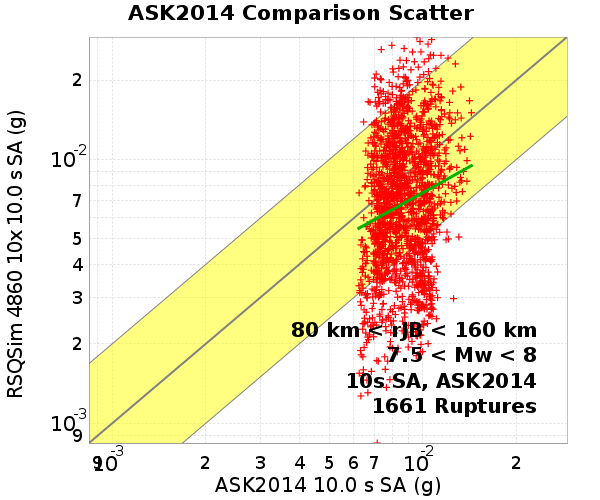 ASK2014 Comparison Scatter
RSQSim 4860 10x 10.0 s SA (g)
2
10-2
7
5
4
3
2
10-3
9
80 km < rJB < 160 km
7.5 < Mw < 8
10s SA, ASK2014
1661 Ruptures
9 10-3 2 3 4 5 6 7 10-2 2
ASK2014 10.0 s SA (g)